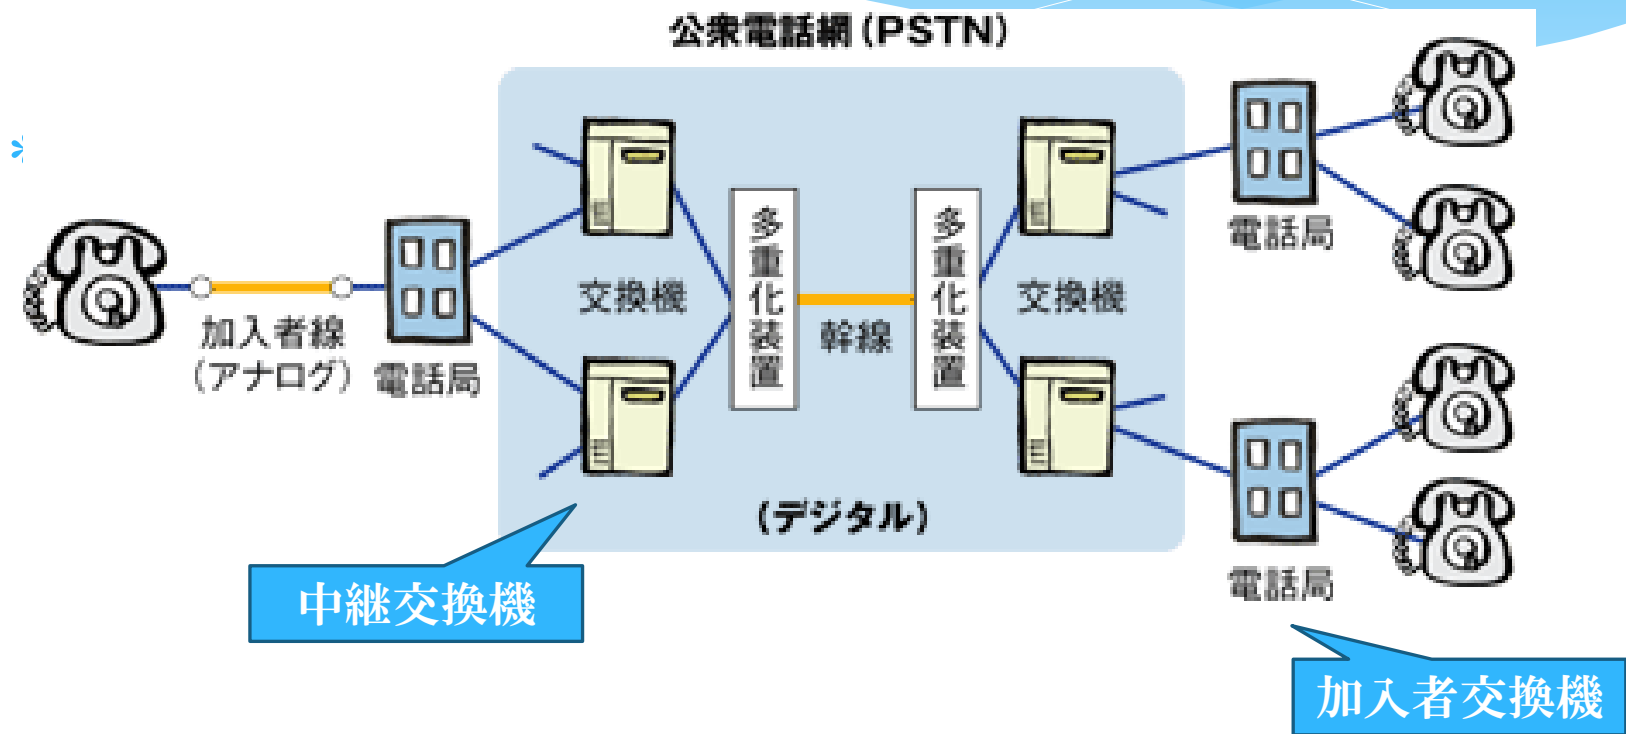 公衆電話網(PSTN)
*
加入者線
(アナログ)
電話局
交換機
多重化装置
幹線
多重化装置
交換機
電話局
電話局
(デジタル)
中継交換機
加入者交換機